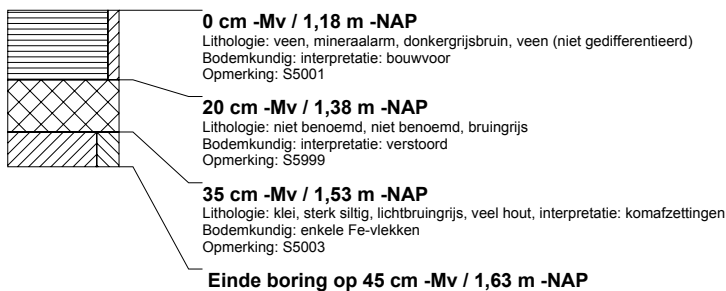 0 cm -Mv / 1,18 m -NAP
Lithologie: veen, mineraalarm, donkergrijsbruin, veen (niet gedifferentieerd)
Bodemkundig: interpretatie: bouwvoor
Opmerking: S5001
20 cm -Mv / 1,38 m -NAP
Lithologie: niet benoemd, niet benoemd, bruingrijs
Bodemkundig: interpretatie: verstoord
Opmerking: S5999
35 cm -Mv / 1,53 m -NAP
Lithologie: klei, sterk siltig, lichtbruingrijs, veel hout, interpretatie: komafzettingen
Bodemkundig: enkele Fe-vlekken
Opmerking: S5003
Einde boring op 45 cm -Mv / 1,63 m -NAP